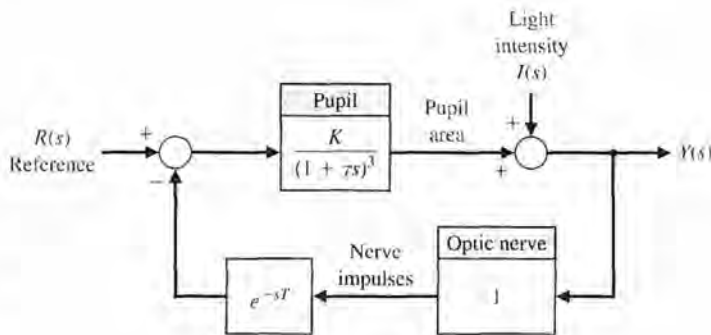 Light
intensity
I(s)
Pupil
K
(1 + τs)³
Pupil
area
R(s)
Reference
+
−
+
+
Y(s)
Optic nerve
1
Nerve
impulses
e⁻ˢᵀ